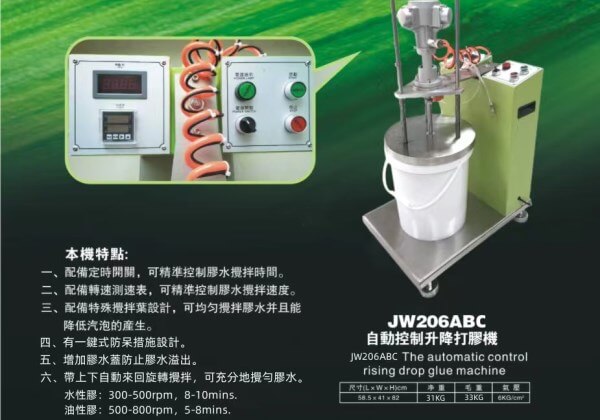 本機特點:
一、配備定時開關，可精準控制膠水攪拌時間。
二、配備轉速測速表，可精準控制膠水攪拌速度。
三、配備特殊攪拌葉設計，可均匀攪拌膠水并且能
降低汽泡的産生。
四、有一鍵式防呆措施設計。
五、增加膠水蓋防止膠水溢出。
六、帶上下自動來回旋轉攪拌，可充分地攪匀膠水。
水性膠：300-500rpm，8-10mins.
油性膠：500-800rpm，5-8mins.
JW206ABC
自動控制升降打膠機
JW206ABC The automatic control
rising drop glue machine
尺寸(L×W×H)cm 净重 毛重 氣壓
58.5×41×82 31KG 33KG 6KG/cm²